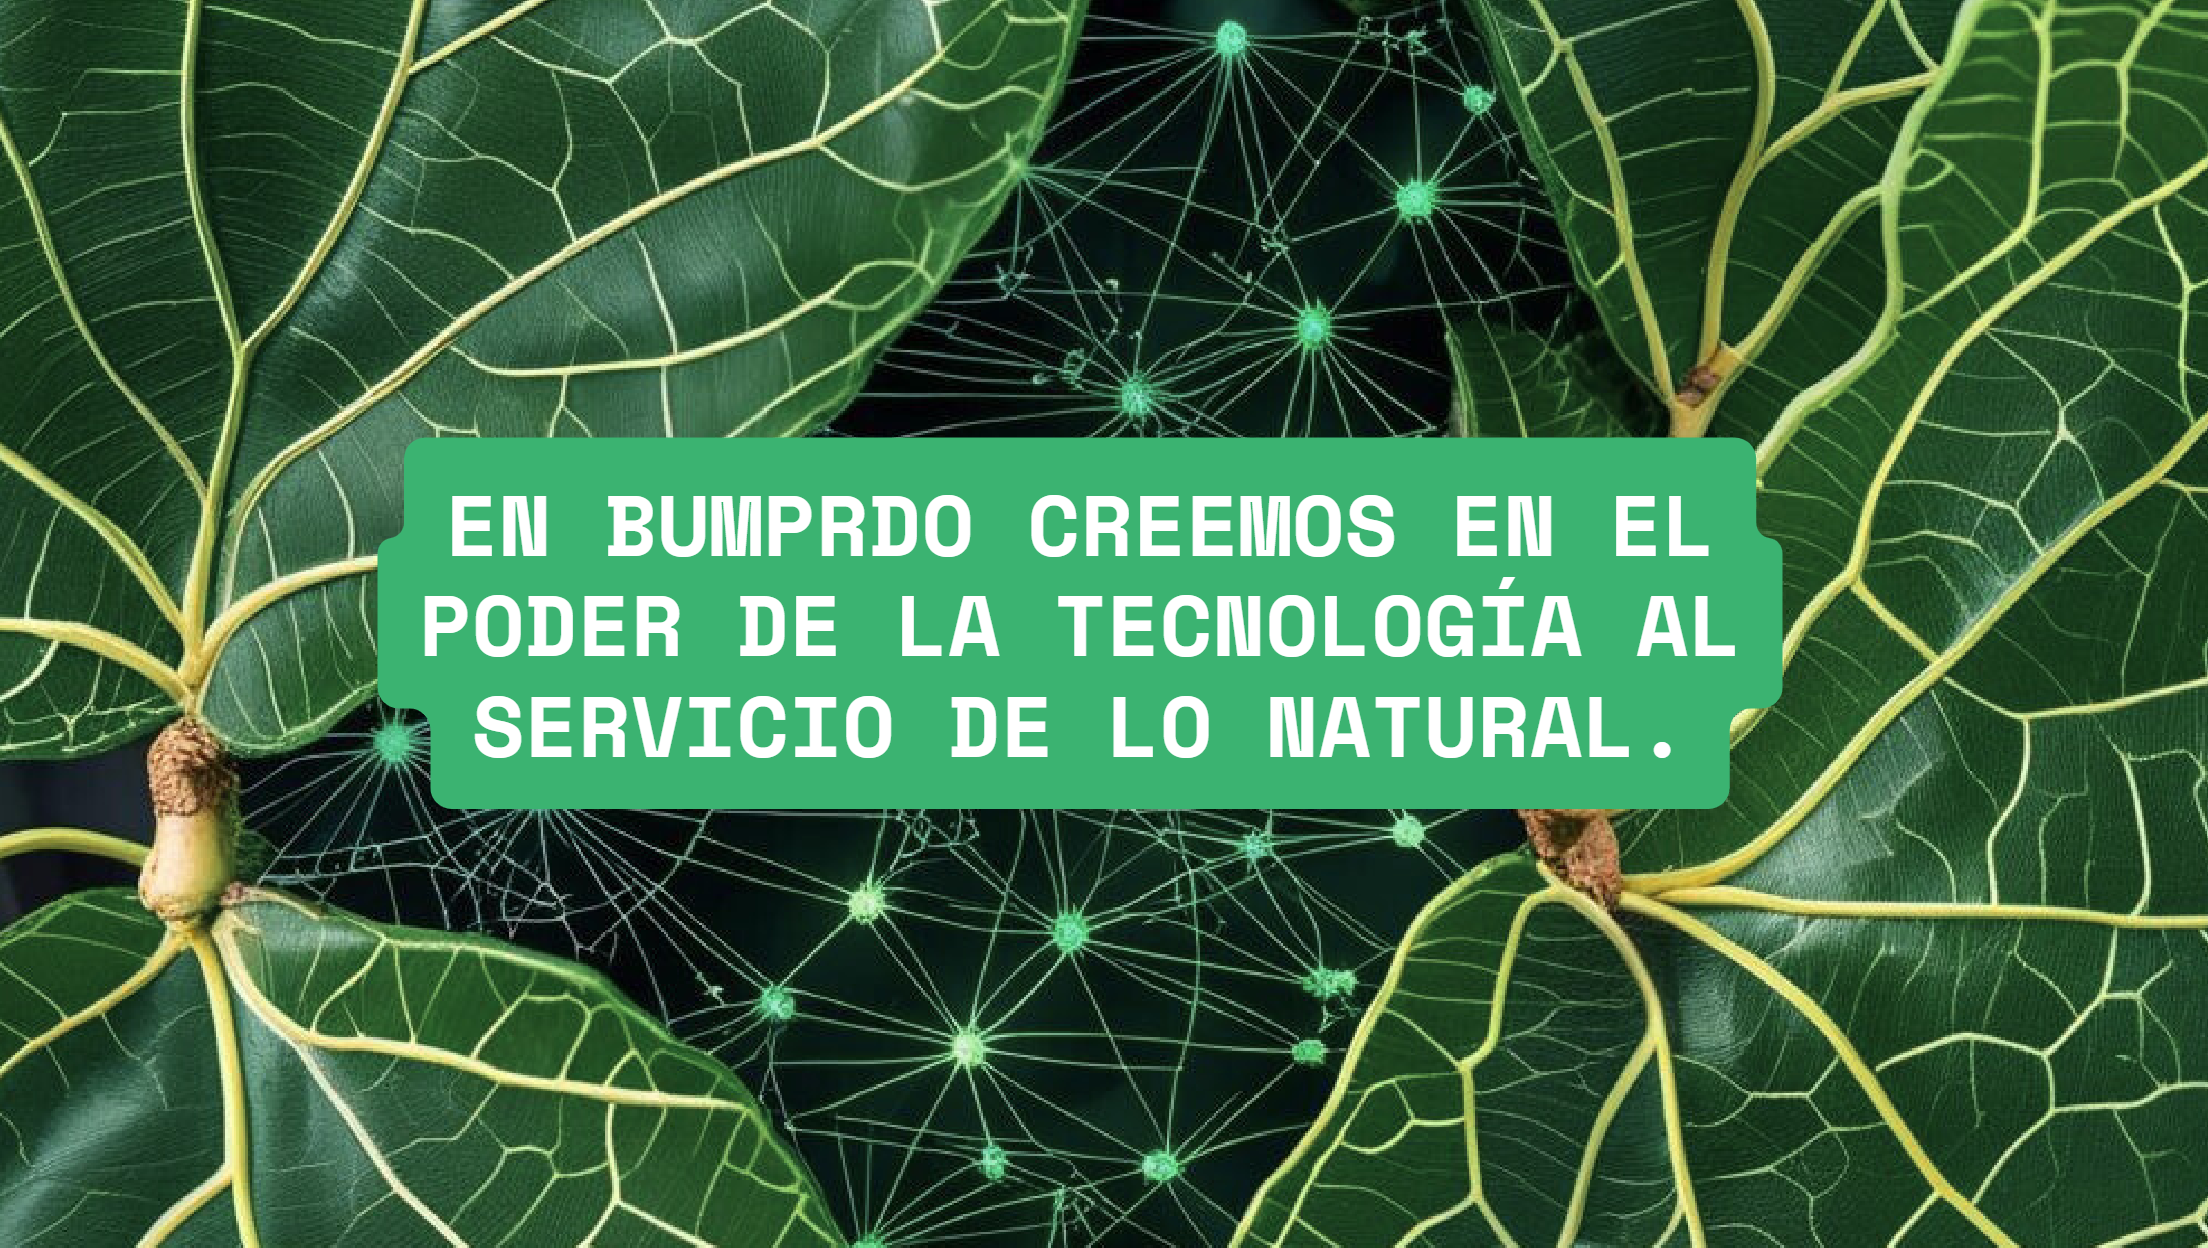 EN BUMPRDO CREEMOS EN EL
PODER DE LA TECNOLOGÍA AL
SERVICIO DE LO NATURAL.